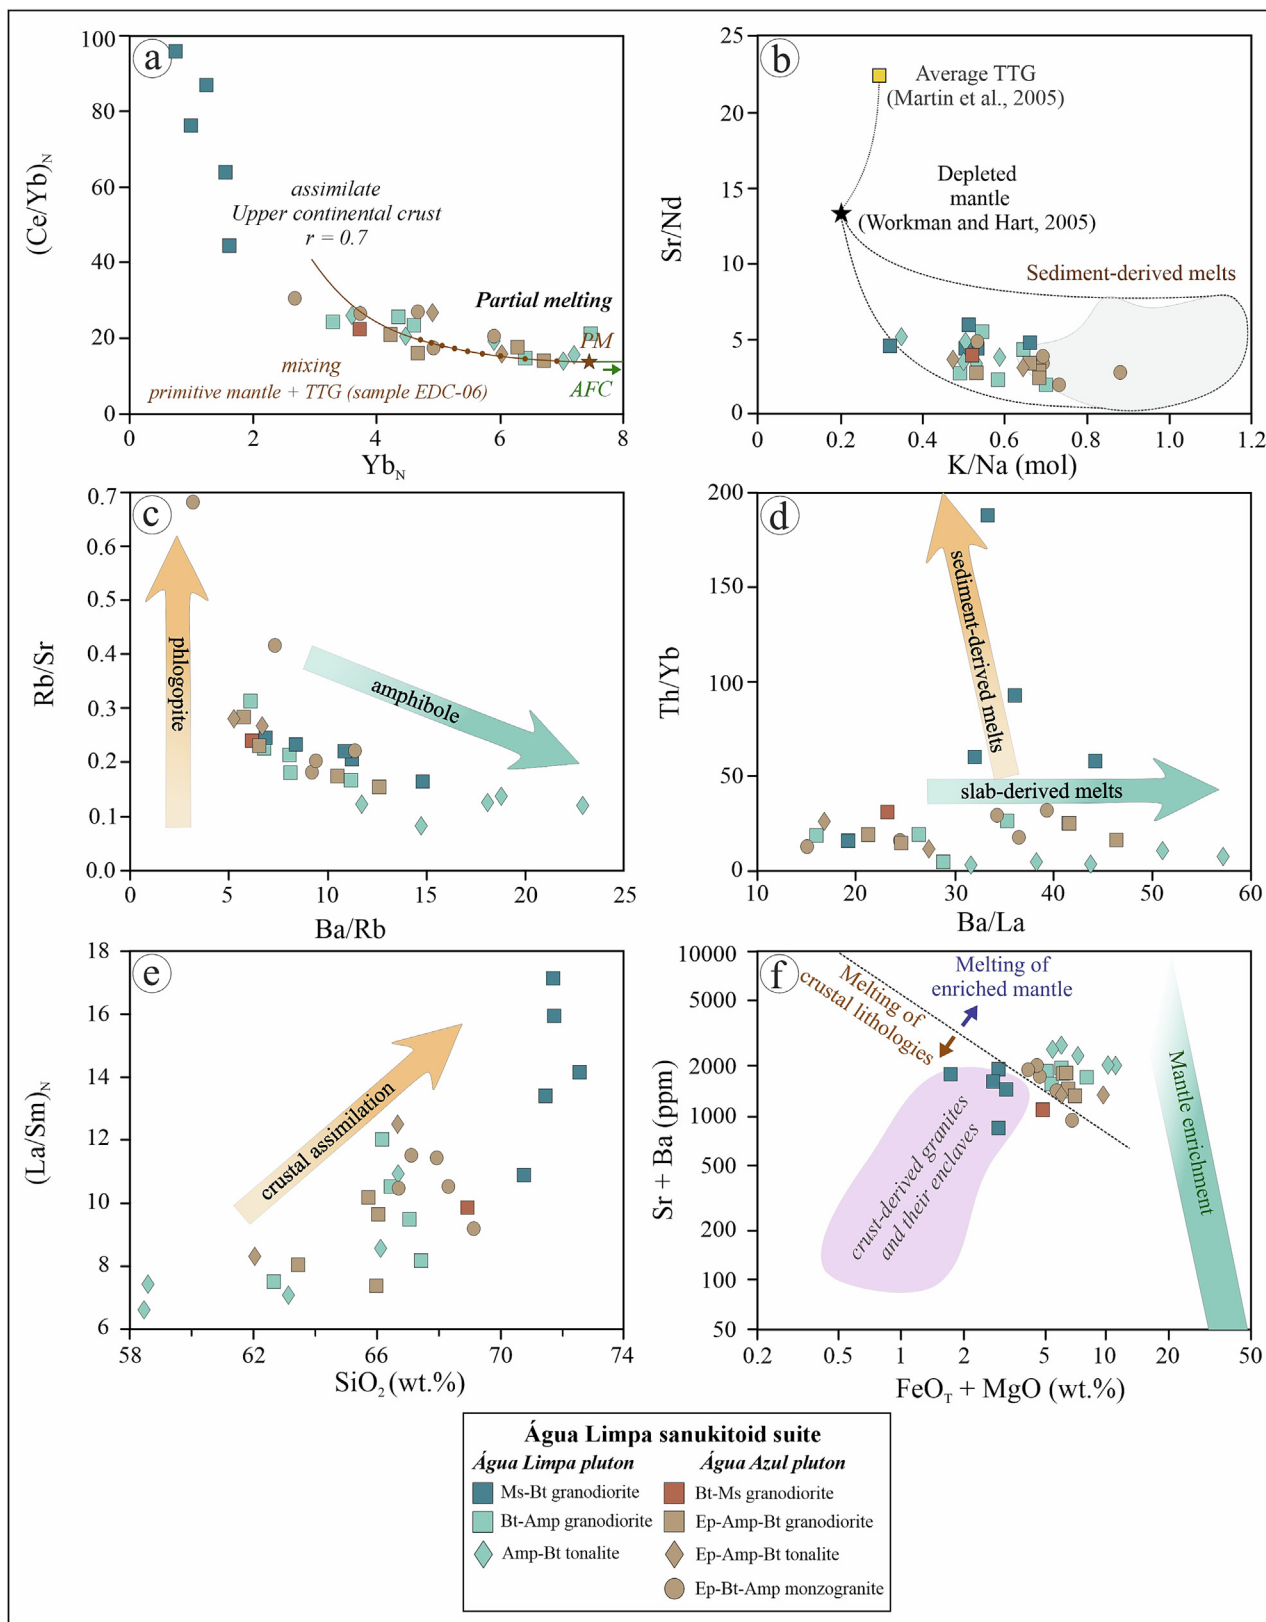 a
(Ce/Yb)N
100
80
60
40
20
0
0 2 4 6 8
YbN
assimilate
Upper continental crust
r = 0.7
Partial melting
PM
AFC
mixing
primitive mantle + TTG (sample EDC-06)
b
Sr/Nd
25
20
15
10
5
0
0 0.2 0.4 0.6 0.8 1.0 1.2
K/Na (mol)
Average TTG
(Martin et al., 2005)
Depleted
mantle
(Workman and Hart, 2005)
Sediment-derived melts
c
Rb/Sr
0.7
0.6
0.5
0.4
0.3
0.2
0.1
0.0
0 5 10 15 20 25
Ba/Rb
phlogopite
amphibole
d
Th/Yb
200
150
100
50
0
10 20 30 40 50 60
Ba/La
sediment-derived melts
slab-derived melts
e
(La/Sm)N
18
16
14
12
10
8
6
58 62 66 70 74
SiO2 (wt.%)
crustal assimilation
f
Sr + Ba (ppm)
10000
5000
2000
1000
500
200
100
50
0.2 0.5 1 2 5 10 20 50
FeOT + MgO (wt.%)
Melting of
crustal lithologies
Melting of
enriched mantle
crust-derived granites
and their enclaves
Mantle enrichment
Água Limpa sanukitoid suite
Água Limpa pluton
Ms-Bt granodiorite
Bt-Amp granodiorite
Amp-Bt tonalite
Água Azul pluton
Bt-Ms granodiorite
Ep-Amp-Bt granodiorite
Ep-Amp-Bt tonalite
Ep-Bt-Amp monzogranite